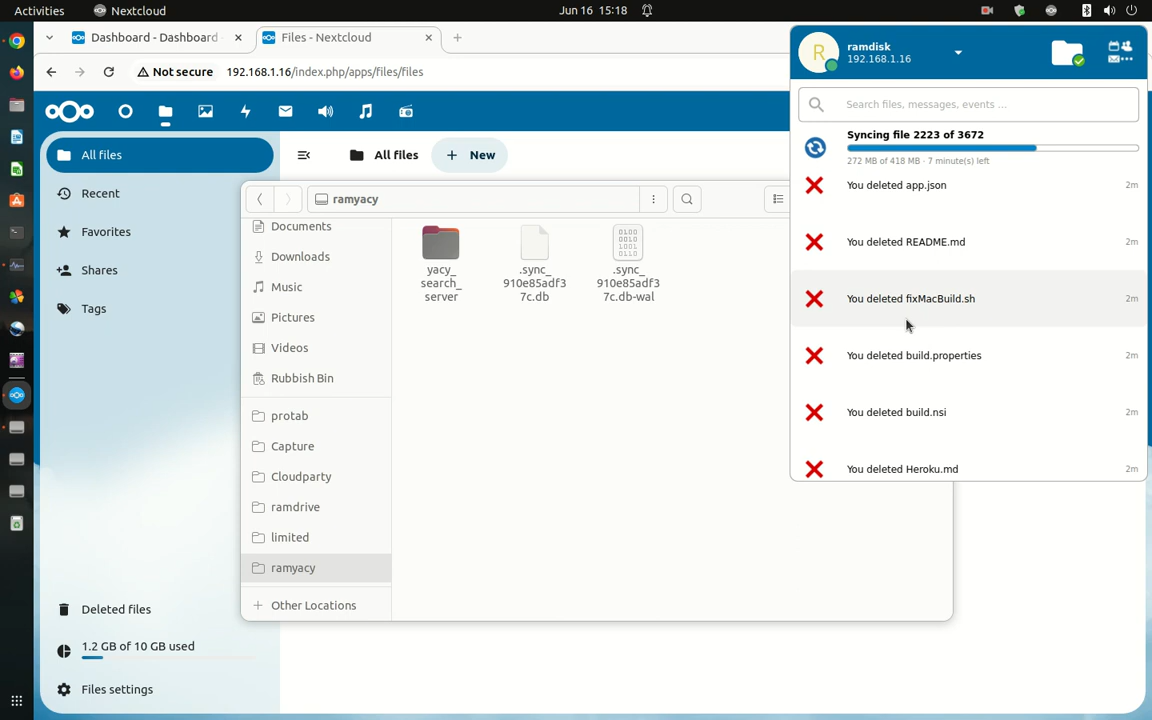 Activities
Nextcloud
Jun 16 15:18
Dashboard - Dashboard
Files - Nextcloud
Not secure
192.168.1.16/index.php/apps/files/files
ramdisk
192.168.1.16
Search files, messages, events ...
Syncing file 2223 of 3672
272 MB of 418 MB · 7 minute(s) left
You deleted app.json
2m
You deleted README.md
2m
You deleted fixMacBuild.sh
2m
You deleted build.properties
2m
You deleted build.nsi
2m
You deleted Heroku.md
2m
All files
Recent
Favorites
Shares
Tags
Deleted files
1.2 GB of 10 GB used
Files settings
All files
+ New
ramyacy
Documents
Downloads
Music
Pictures
Videos
Rubbish Bin
protab
Capture
Cloudparty
ramdrive
limited
ramyacy
+ Other Locations
yacy_
search_
server
.sync_
910e85adf3
7c.db
.sync_
910e85adf3
7c.db-wal
R